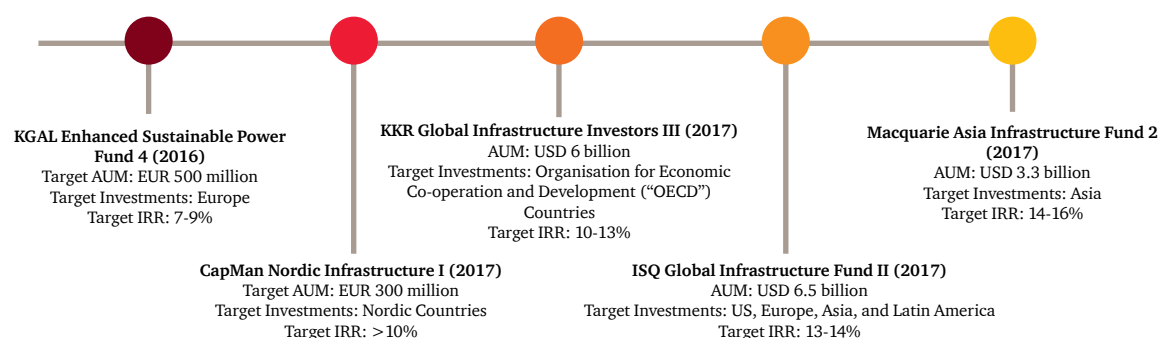 KGAL Enhanced Sustainable Power
Fund 4 (2016)
Target AUM: EUR 500 million
Target Investments: Europe
Target IRR: 7-9%
CapMan Nordic Infrastructure I (2017)
Target AUM: EUR 300 million
Target Investments: Nordic Countries
Target IRR: >10%
KKR Global Infrastructure Investors III (2017)
AUM: USD 6 billion
Target Investments: Organisation for Economic
Co-operation and Development (“OECD”)
Countries
Target IRR: 10-13%
ISQ Global Infrastructure Fund II (2017)
AUM: USD 6.5 billion
Target Investments: US, Europe, Asia, and Latin America
Target IRR: 13-14%
Macquarie Asia Infrastructure Fund 2
(2017)
AUM: USD 3.3 billion
Target Investments: Asia
Target IRR: 14-16%